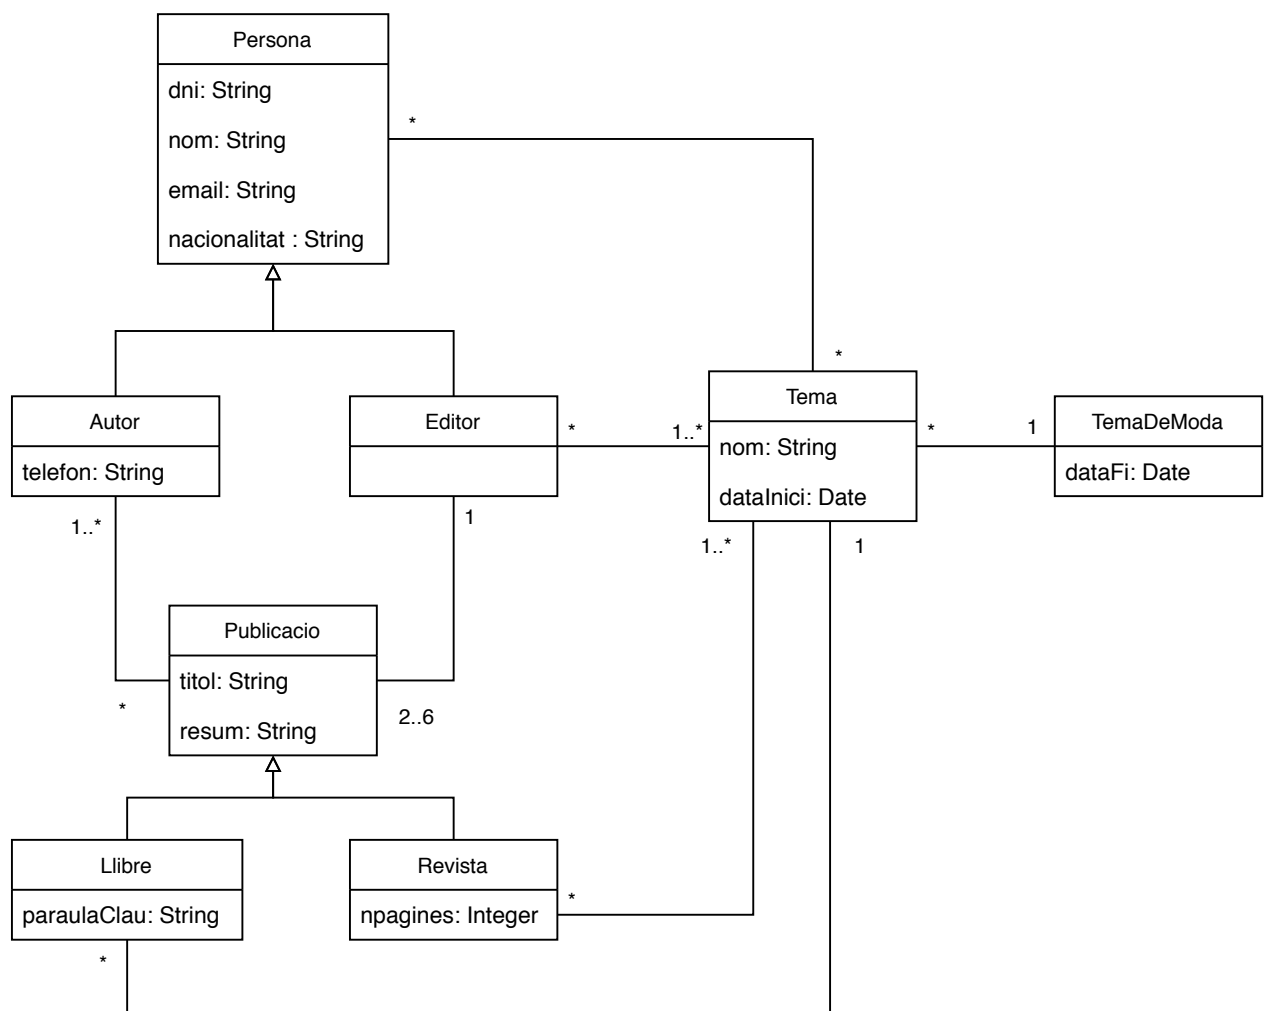 Persona
dni: String
nom: String
email: String
nacionalitat : String
*
*
Autor
telefon: String
1..*
Editor
*
1..*
1
Tema
nom: String
dataInici: Date
*
1
TemaDeModa
dataFi: Date
1..*
1
Publicacio
titol: String
resum: String
*
2..6
Llibre
paraulaClau: String
*
Revista
npagines: Integer
*